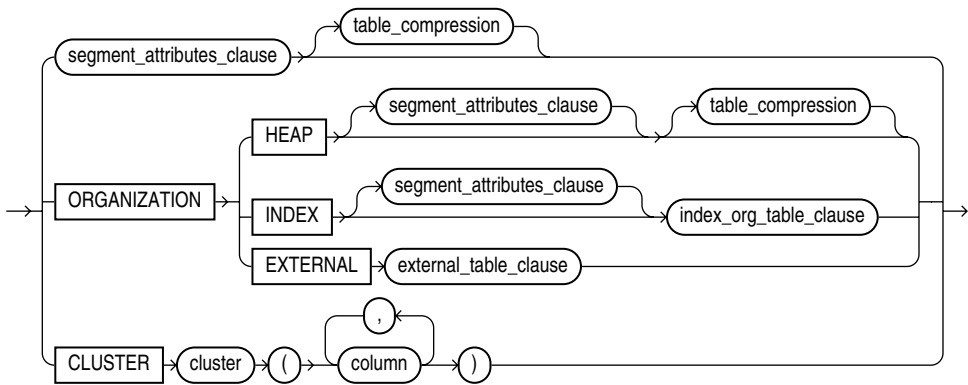 table_compression
segment_attributes_clause
segment_attributes_clause table_compression
HEAP
segment_attributes_clause
ORGANIZATION INDEX index_org_table_clause
EXTERNAL external_table_clause
,
CLUSTER cluster ( column )